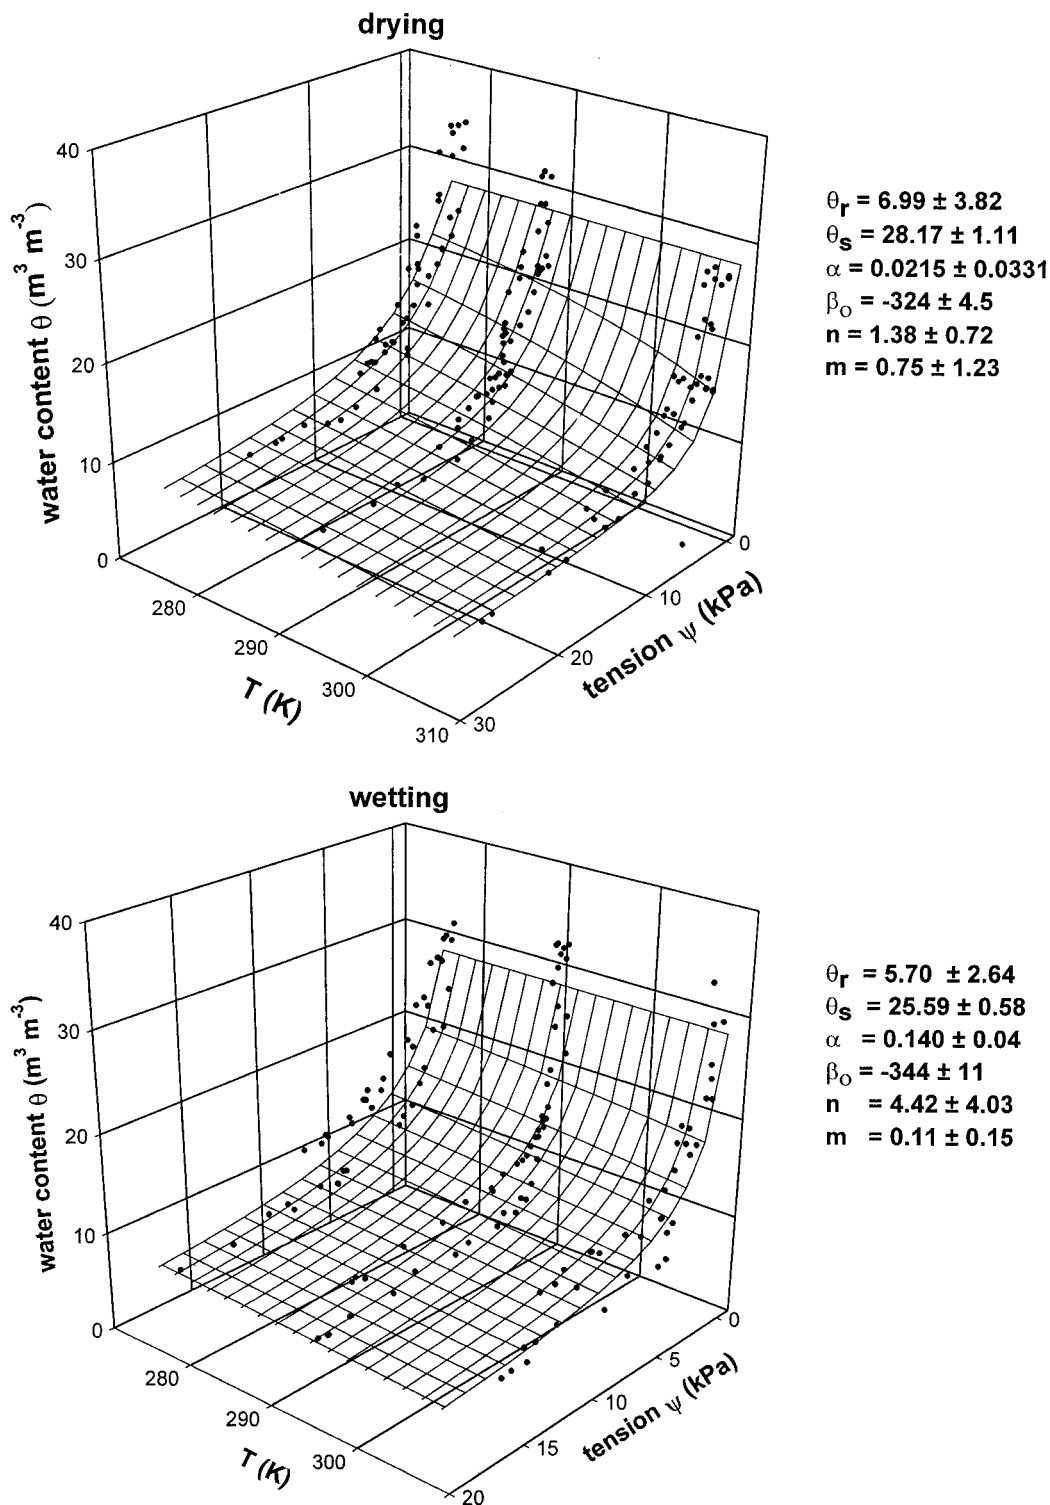 drying
40
30
20
10
0
water content θ (m³ m⁻³)
280
290
300
310
T (K)
0
10
20
30
tension ψ (kPa)
θr = 6.99 ± 3.82
θs = 28.17 ± 1.11
α = 0.0215 ± 0.0331
βo = -324 ± 4.5
n = 1.38 ± 0.72
m = 0.75 ± 1.23
wetting
40
30
20
10
0
water content θ (m³ m⁻³)
280
290
300
T (K)
0
5
10
15
20
tension ψ (kPa)
θr = 5.70 ± 2.64
θs = 25.59 ± 0.58
α = 0.140 ± 0.04
βo = -344 ± 11
n = 4.42 ± 4.03
m = 0.11 ± 0.15